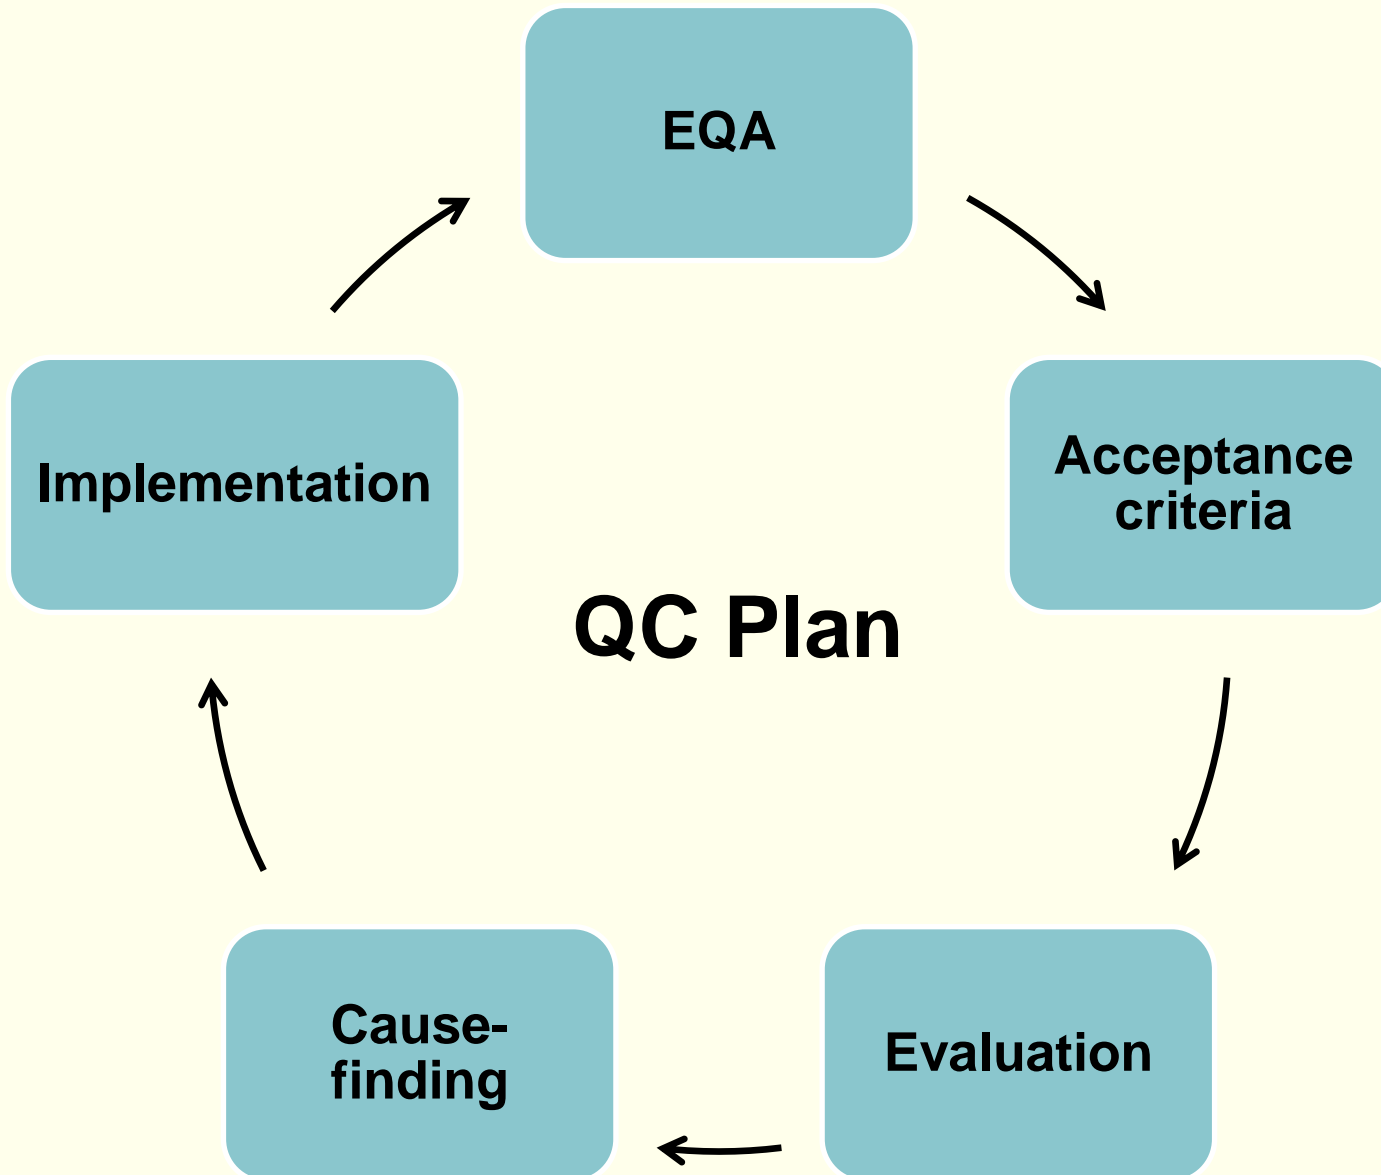 EQA
Acceptance
criteria
Implementation
QC Plan
Cause-
finding
Evaluation